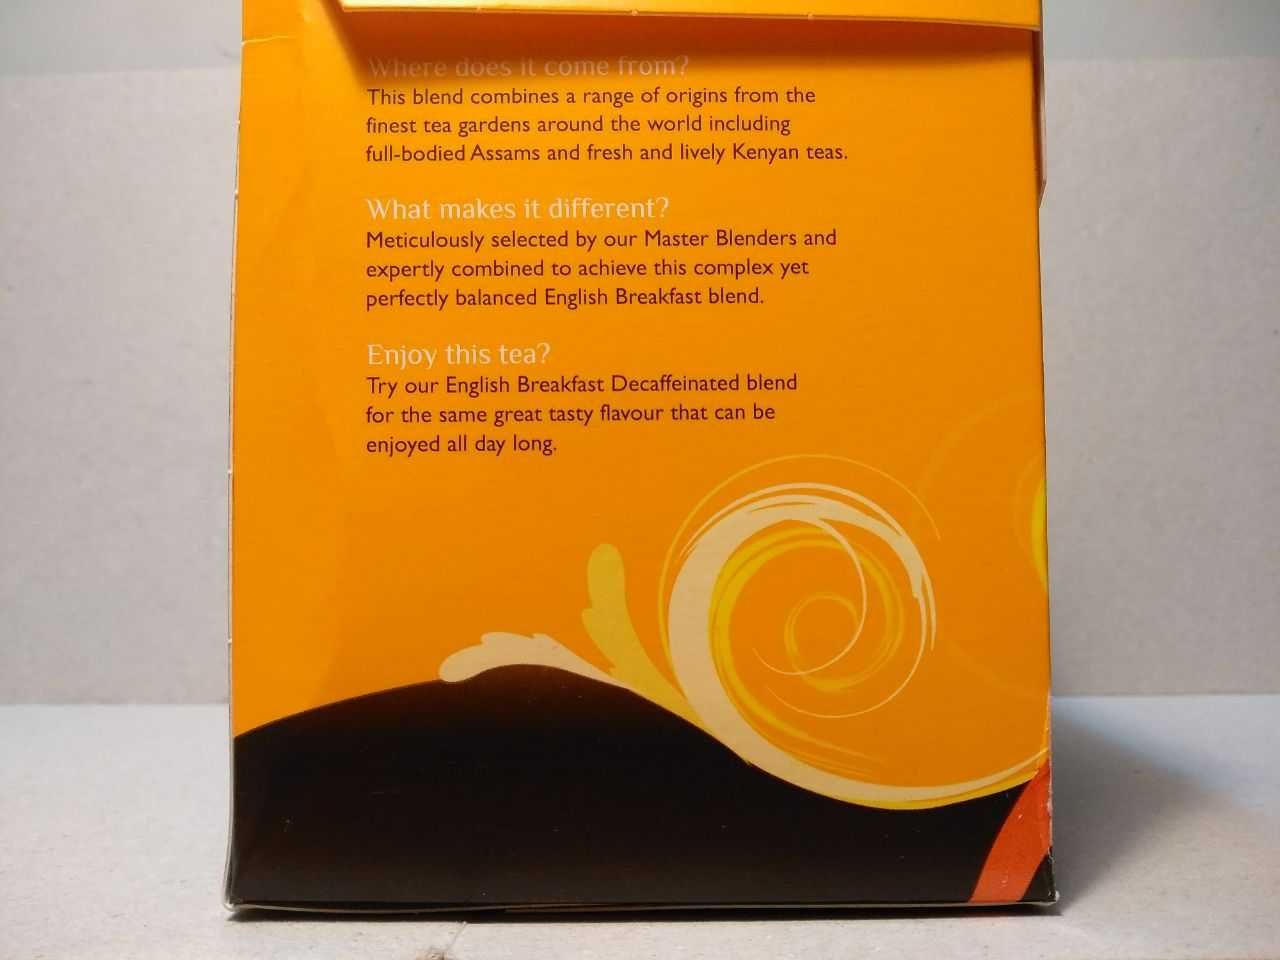 Where does it come from?
This blend combines a range of origins from the
finest tea gardens around the world including
full-bodied Assams and fresh and lively Kenyan teas.
What makes it different?
Meticulously selected by our Master Blenders and
expertly combined to achieve this complex yet
perfectly balanced English Breakfast blend.
Enjoy this tea?
Try our English Breakfast Decaffeinated blend
for the same great tasty flavour that can be
enjoyed all day long.